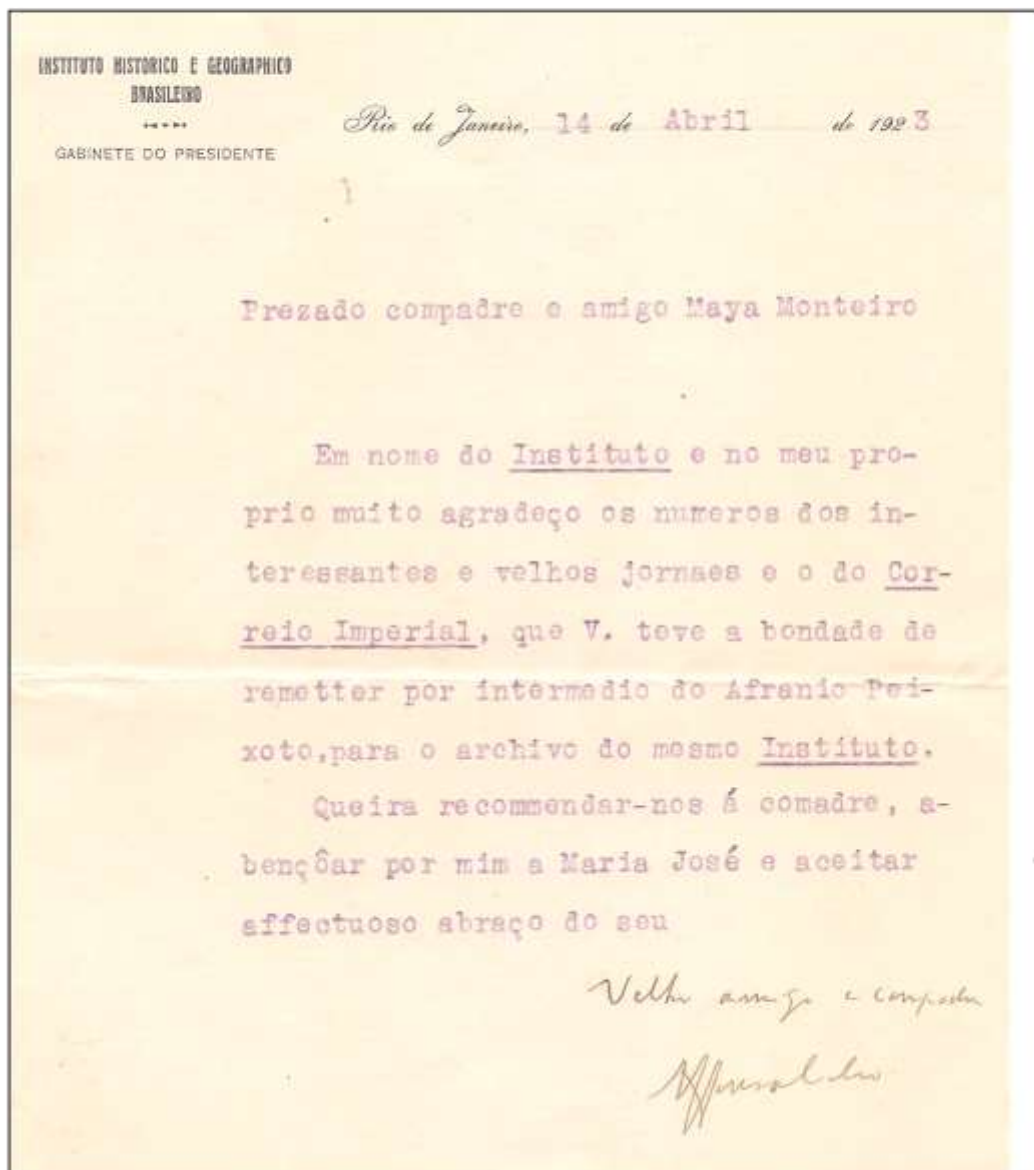 INSTITUTO HISTORICO E GEOGRAPHICO
BRASILEIRO
GABINETE DO PRESIDENTE
Rio de Janeiro, 14 de Abril de 1923
Prezado compadre e amigo Maya Monteiro
Em nome do Instituto e no meu pro-
prio muito agradeço os numeros dos in-
teressantes e velhos jornaes e o do Cor-
reio Imperial, que V. teve a bondade de
remetter por intermedio do Afranio Pei-
xoto,para o archivo do mesmo Instituto.
Queira recommendar-nos á comadre, a-
bençôar por mim a Maria José e aceitar
affectuoso abraço do seu
Velho amigo e compadre